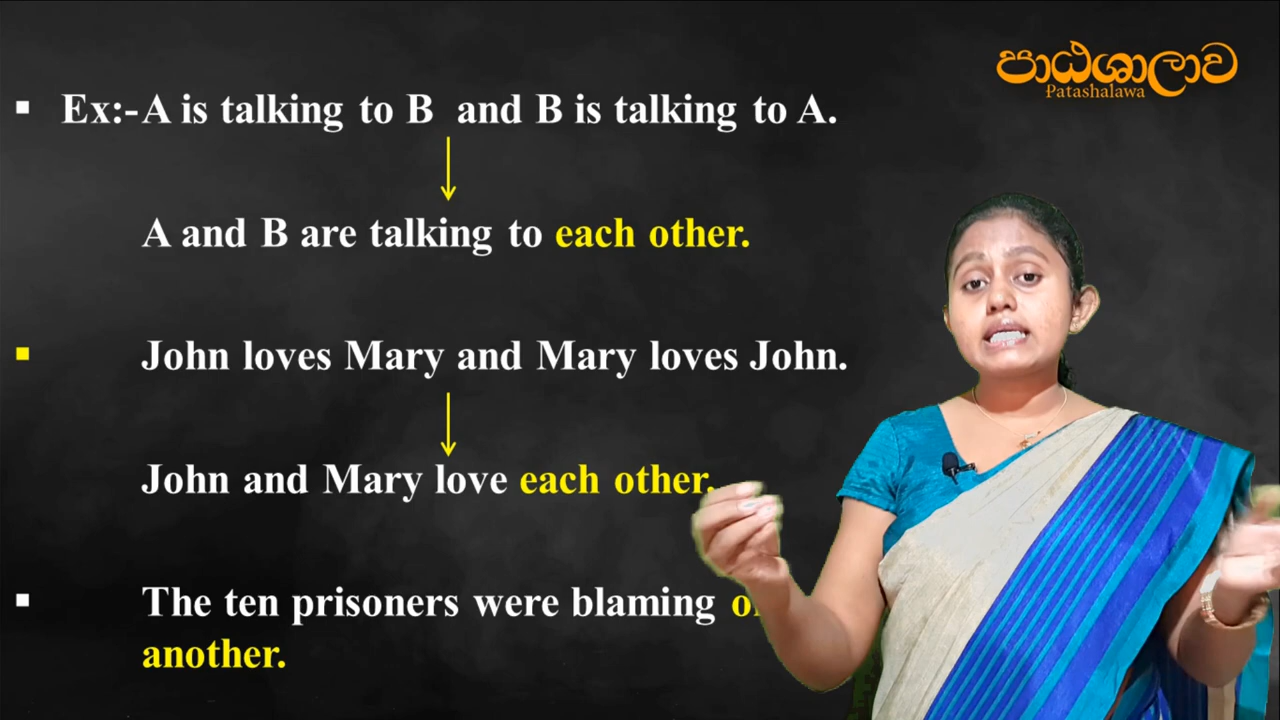 පාඨශාලාව
Patashalawa
Ex:-A is talking to B and B is talking to A.
A and B are talking to each other.
John loves Mary and Mary loves John.
John and Mary love each other.
The ten prisoners were blaming
another.